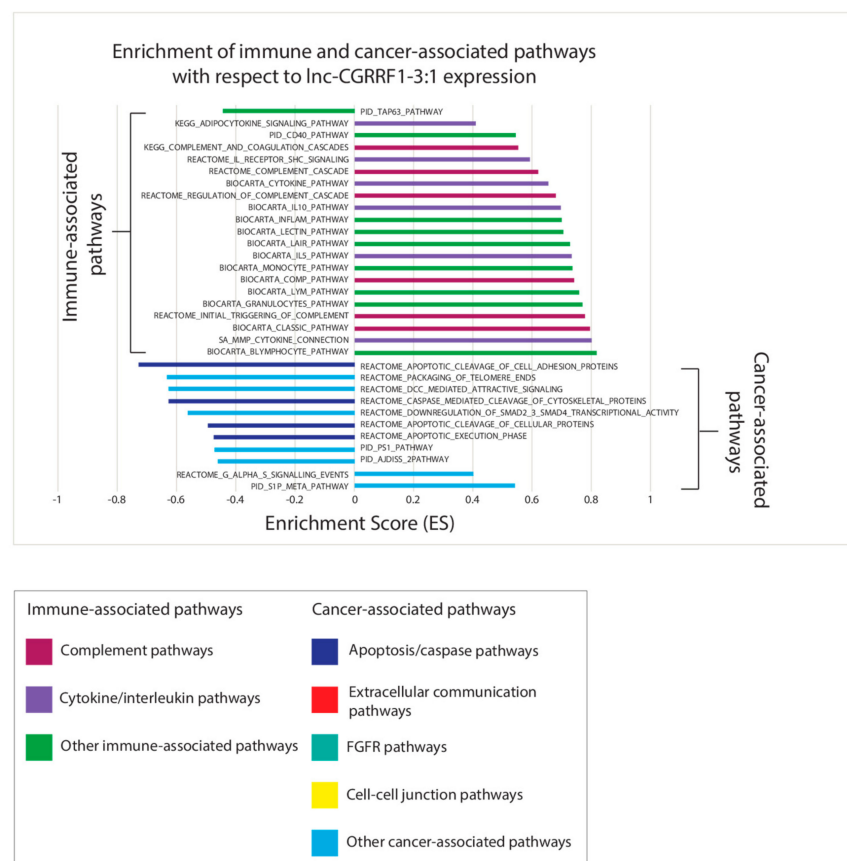 Enrichment of immune and cancer-associated pathways
with respect to lnc-CGRRF1-3:1 expression
Immune-associated
pathways
PID_TAP63_PATHWAY
KEGG_ADIPOCYTOKINE_SIGNALING_PATHWAY
PID_CD40_PATHWAY
KEGG_COMPLEMENT_AND_COAGULATION_CASCADES
REACTOME_IL_RECEPTOR_SHC_SIGNALING
REACTOME_COMPLEMENT_CASCADE
BIOCARTA_CYTOKINE_PATHWAY
REACTOME_REGULATION_OF_COMPLEMENT_CASCADE
BIOCARTA_IL10_PATHWAY
BIOCARTA_INFLAM_PATHWAY
BIOCARTA_LECTIN_PATHWAY
BIOCARTA_LAIR_PATHWAY
BIOCARTA_IL5_PATHWAY
BIOCARTA_MONOCYTE_PATHWAY
BIOCARTA_COMP_PATHWAY
BIOCARTA_LYM_PATHWAY
BIOCARTA_GRANULOCYTES_PATHWAY
REACTOME_INITIAL_TRIGGERING_OF_COMPLEMENT
BIOCARTA_CLASSIC_PATHWAY
SA_MMP_CYTOKINE_CONNECTION
BIOCARTA_BLYMPHOCYTE_PATHWAY
REACTOME_APOPTOTIC_CLEAVAGE_OF_CELL_ADHESION_PROTEINS
REACTOME_PACKAGING_OF_TELOMERE_ENDS
REACTOME_DCC_MEDIATED_ATTRACTIVE_SIGNALING
REACTOME_CASPASE_MEDIATED_CLEAVAGE_OF_CYTOSKELETAL_PROTEINS
REACTOME_DOWNREGULATION_OF_SMAD2_3_SMAD4_TRANSCRIPTIONAL_ACTIVITY
REACTOME_APOPTOTIC_CLEAVAGE_OF_CELLULAR_PROTEINS
REACTOME_APOPTOTIC_EXECUTION_PHASE
PID_PS1_PATHWAY
PID_AJDISS_2PATHWAY
REACTOME_G_ALPHA_S_SIGNALLING_EVENTS
PID_S1P_META_PATHWAY
Cancer-associated
pathways
-1 -0.8 -0.6 -0.4 -0.2 0 0.2 0.4 0.6 0.8 1
Enrichment Score (ES)
Immune-associated pathways
Complement pathways
Cytokine/interleukin pathways
Other immune-associated pathways
Cancer-associated pathways
Apoptosis/caspase pathways
Extracellular communication
pathways
FGFR pathways
Cell-cell junction pathways
Other cancer-associated pathways